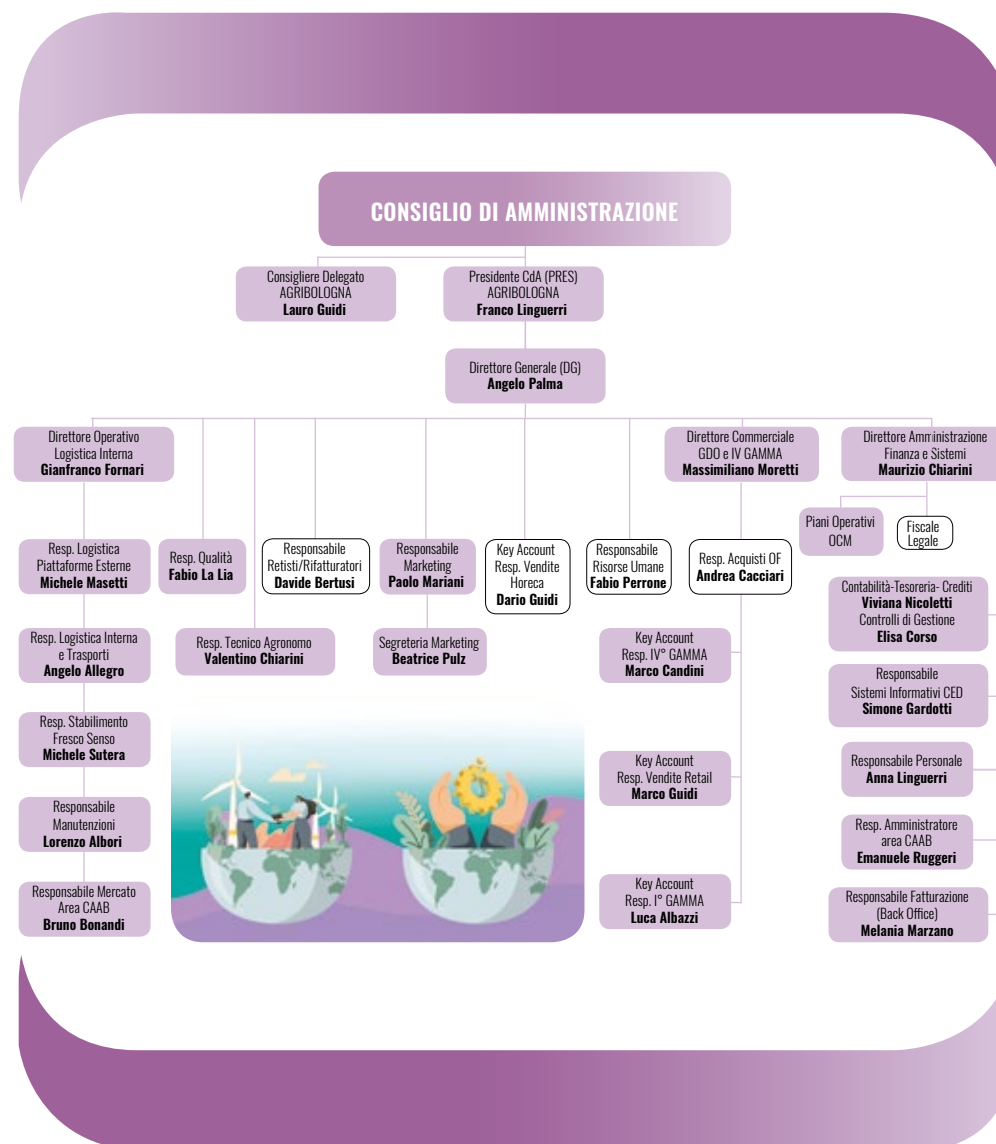 CONSIGLIO DI AMMINISTRAZIONE
Consigliere Delegato
AGRIBOLOGNA
Lauro Guidi
Presidente CdA (PRES)
AGRIBOLOGNA
Franco Linguerri
Direttore Generale (DG)
Angelo Palma
Direttore Operativo
Logistica Interna
Gianfranco Fornari
Direttore Commerciale
GDO e IV GAMMA
Massimiliano Moretti
Direttore Amministrazione
Finanza e Sistemi
Maurizio Chiarini
Piani Operativi
OCM
Fiscale
Legale
Resp. Logistica
Piattaforme Esterne
Michele Masetti
Resp. Qualità
Fabio La Lia
Responsabile
Retisti/Rifatturatori
Davide Bertusi
Responsabile
Marketing
Paolo Mariani
Key Account
Resp. Vendite
Horeca
Dario Guidi
Responsabile
Risorse Umane
Fabio Perrone
Resp. Acquisti OF
Andrea Cacciari
Contabilità-Tesoreria- Crediti
Viviana Nicoletti
Controlli di Gestione
Elisa Corso
Resp. Logistica Interna
e Trasporti
Angelo Allegro
Resp. Tecnico Agronomo
Valentino Chiarini
Segreteria Marketing
Beatrice Pulz
Key Account
Resp. IV° GAMMA
Marco Candini
Responsabile
Sistemi Informativi CED
Simone Gardotti
Resp. Stabilimento
Fresco Senso
Michele Sutera
Key Account
Resp. Vendite Retail
Marco Guidi
Responsabile Personale
Anna Linguerri
Responsabile
Manutenzioni
Lorenzo Albori
Resp. Amministratore
area CAAB
Emanuele Ruggeri
Responsabile Mercato
Area CAAB
Bruno Bonandi
Key Account
Resp. I° GAMMA
Luca Albazzi
Responsabile Fatturazione
(Back Office)
Melania Marzano